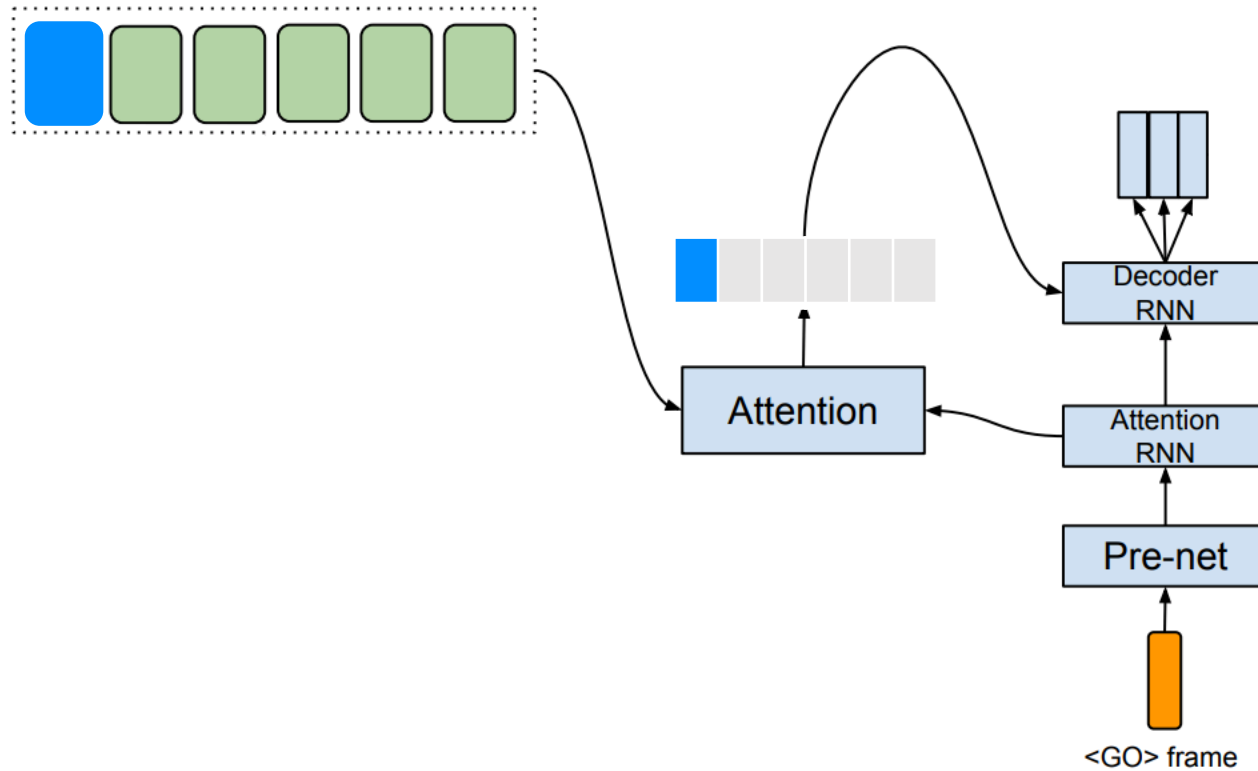 Decoder
RNN
Attention
Attention
RNN
Pre-net
<GO> frame